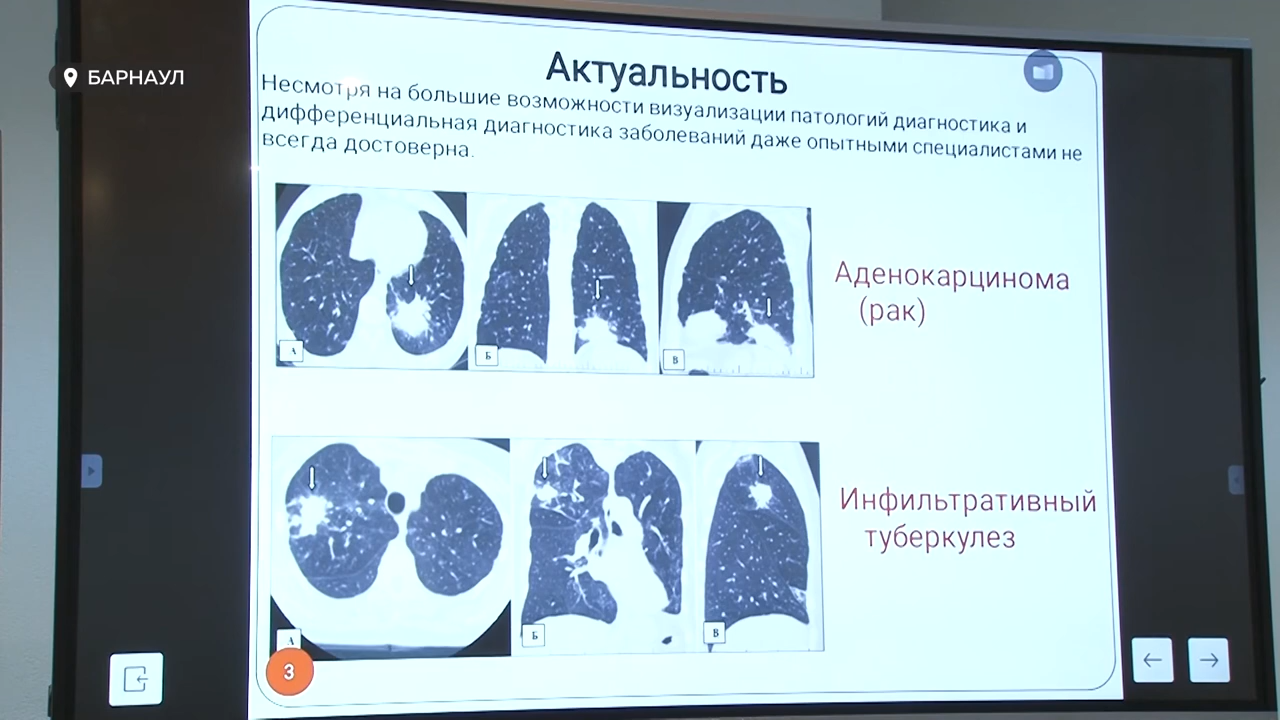 БАРНАУЛ
Актуальность
Несмотря на большие возможности визуализации патологий диагностика и
дифференциальная диагностика заболеваний даже опытными специалистами не
всегда достоверна.
А
Б
В
Аденокарцинома
(рак)
А
Б
В
Инфильтративный
туберкулез
3